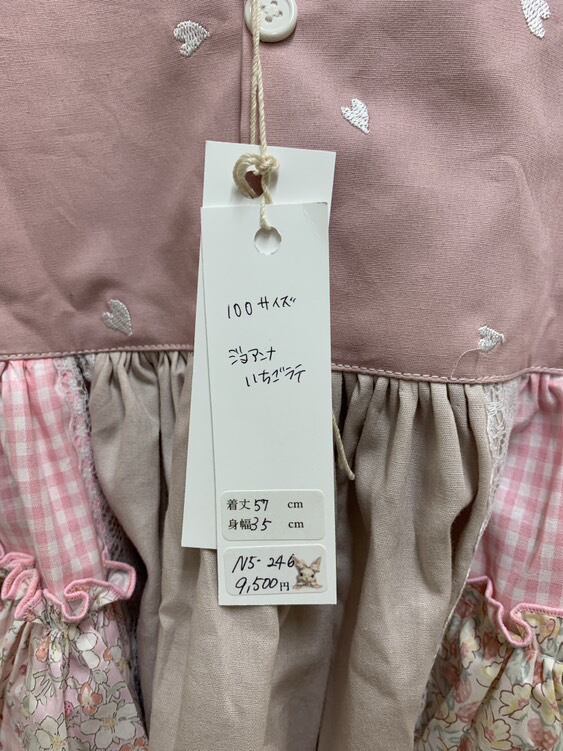 100サイズ
ジョアンナ
いちごラテ
着丈57 cm
身幅35 cm
N5-246
9,500円